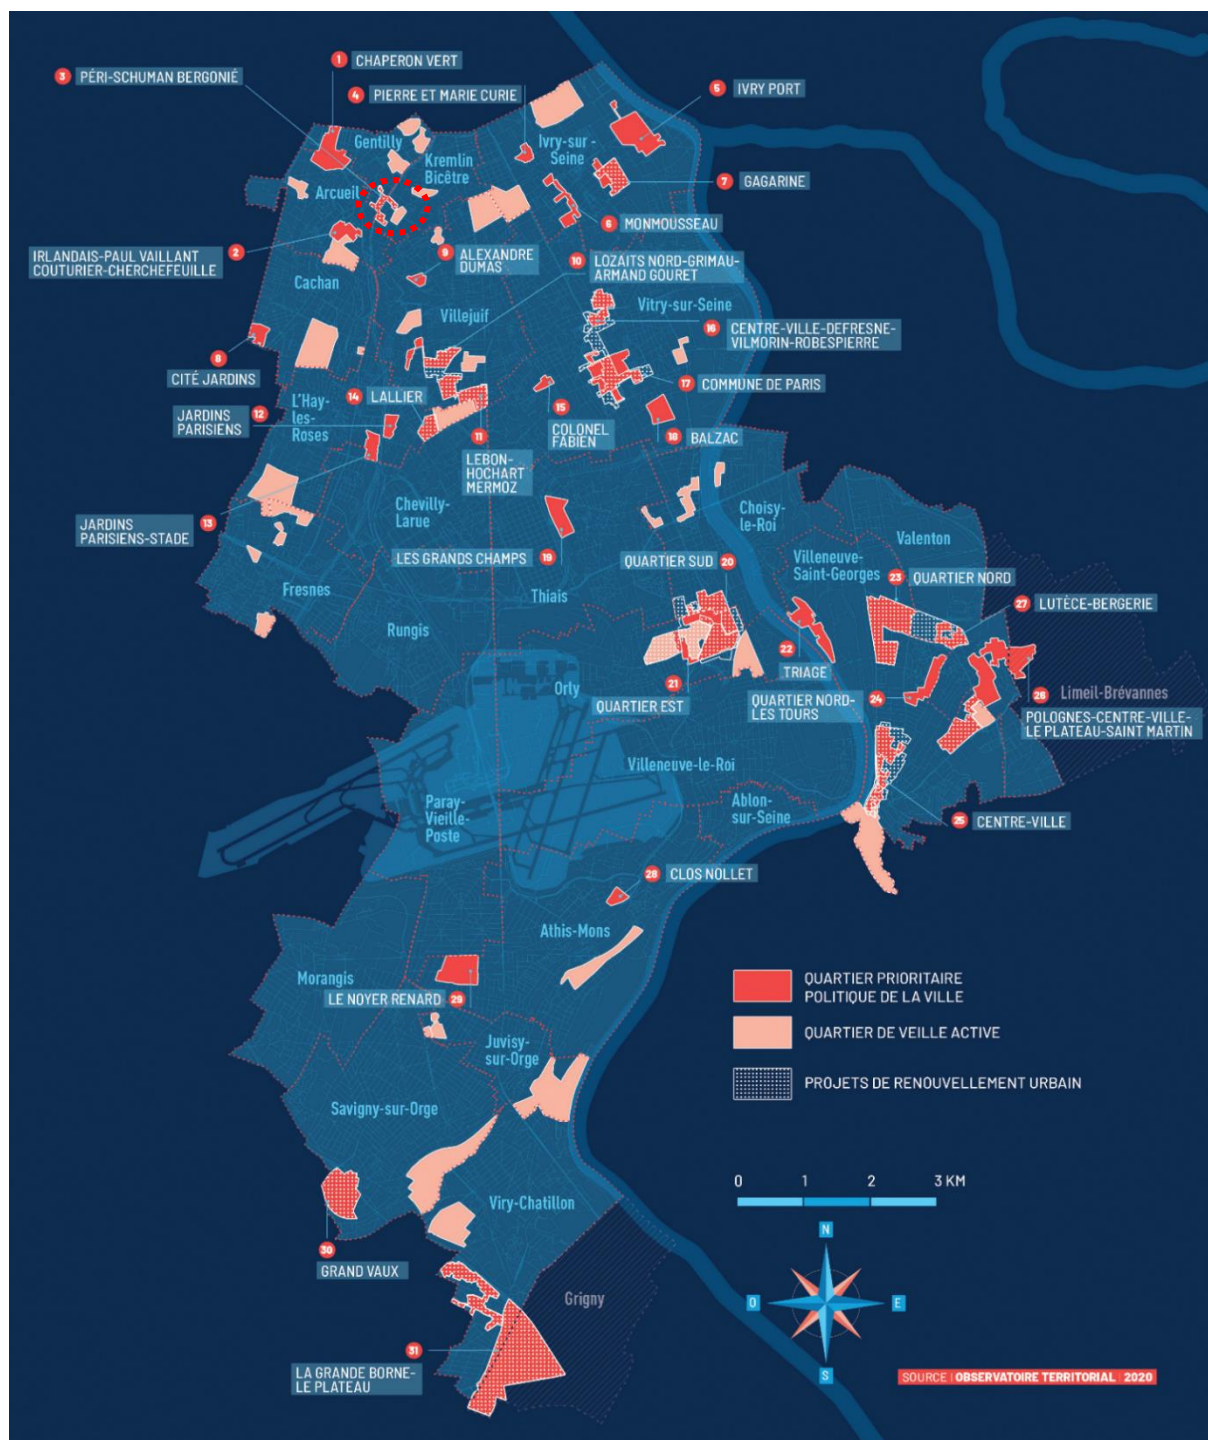 1 CHAPERON VERT
3 PÉRI-SCHUMAN BERGONIÉ
4 PIERRE ET MARIE CURIE
5 IVRY PORT
Gentilly
Ivry-sur-
Seine
Kremlin
Bicêtre
7 GAGARINE
Arcueil
6 MONMOUSSEAU
2
IRLANDAIS-PAUL VAILLANT
COUTURIER-CHERCHEFEUILLE
9 ALEXANDRE
DUMAS
10 LOZAITS NORD-GRIMAU-
ARMAND GOURET
Cachan
Villejuif
Vitry-sur-Seine
16 CENTRE-VILLE-DEFRESNE-
VILMORIN-ROBESPIERRE
8
CITÉ JARDINS
17 COMMUNE DE PARIS
14 LALLIER
L'Hay-
les-
Roses
JARDINS
PARISIENS
12
15
COLONEL
FABIEN
18 BALZAC
11
LEBON-
HOCHART
MERMOZ
Chevilly-
Larue
Choisy-
le-Roi
JARDINS
PARISIENS-STADE
13
Valenton
LES GRANDS CHAMPS 19
QUARTIER SUD 20
Villeneuve-
Saint-Georges
23 QUARTIER NORD
Fresnes
Thiais
27 LUTÉCE-BERGERIE
Rungis
22
TRIAGE
Orly
21
QUARTIER EST
QUARTIER NORD-
LES TOURS
24
Limeil-Brévannes
26
POLOGNES-CENTRE-VILLE-
LE PLATEAU-SAINT MARTIN
Villeneuve-le-Roi
Paray-
Vieille-
Poste
Ablon-
sur-Seine
25 CENTRE-VILLE
28 CLOS NOLLET
Athis-Mons
Morangis
LE NOYER RENARD 29
QUARTIER PRIORITAIRE
POLITIQUE DE LA VILLE
QUARTIER DE VEILLE ACTIVE
PROJETS DE RENOUVELLEMENT URBAIN
Juvisy-
sur-Orge
Savigny-sur-Orge
0 1 2 3 KM
Viry-Chatillon
N
30
GRAND VAUX
Grigny
O E
31
LA GRANDE BORNE-
LE PLATEAU
S
SOURCE | OBSERVATOIRE TERRITORIAL | 2020